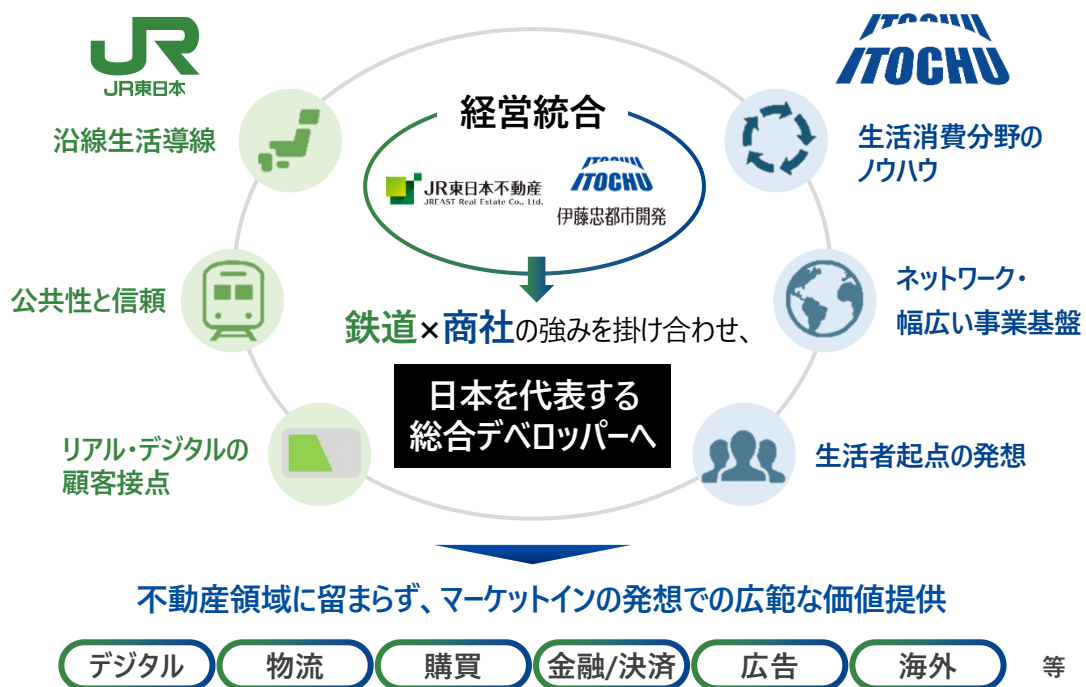 JR
JR東日本
ITOCHU
ITOCHU
経営統合
JR東日本不動産
JREAST Real Estate Co., Ltd.
ITOCHU
ITOCHU
伊藤忠都市開発
沿線生活導線
公共性と信頼
リアル・デジタルの
顧客接点
生活消費分野の
ノウハウ
ネットワーク・
幅広い事業基盤
生活者起点の発想
鉄道×商社の強みを掛け合わせ、
日本を代表する
総合デベロッパーへ
不動産領域に留まらず、マーケットインの発想での広範な価値提供
デジタル
物流
購買
金融/決済
広告
海外
等